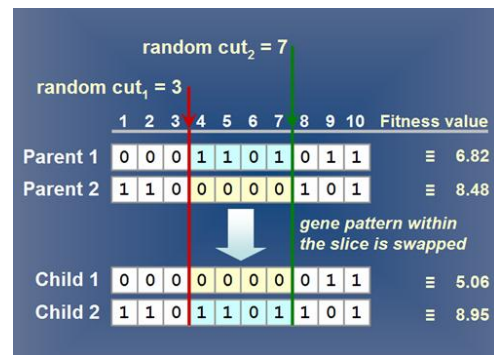 random cut2 = 7
random cut1 = 3
1 2 3 4 5 6 7 8 9 10 Fitness value
Parent 1 0 0 0 1 1 0 1 0 1 1 ≡ 6.82
Parent 2 1 1 0 0 0 0 0 1 0 1 ≡ 8.48
gene pattern within
the slice is swapped
Child 1 0 0 0 0 0 0 0 0 1 1 ≡ 5.06
Child 2 1 1 0 1 1 0 1 1 0 1 ≡ 8.95